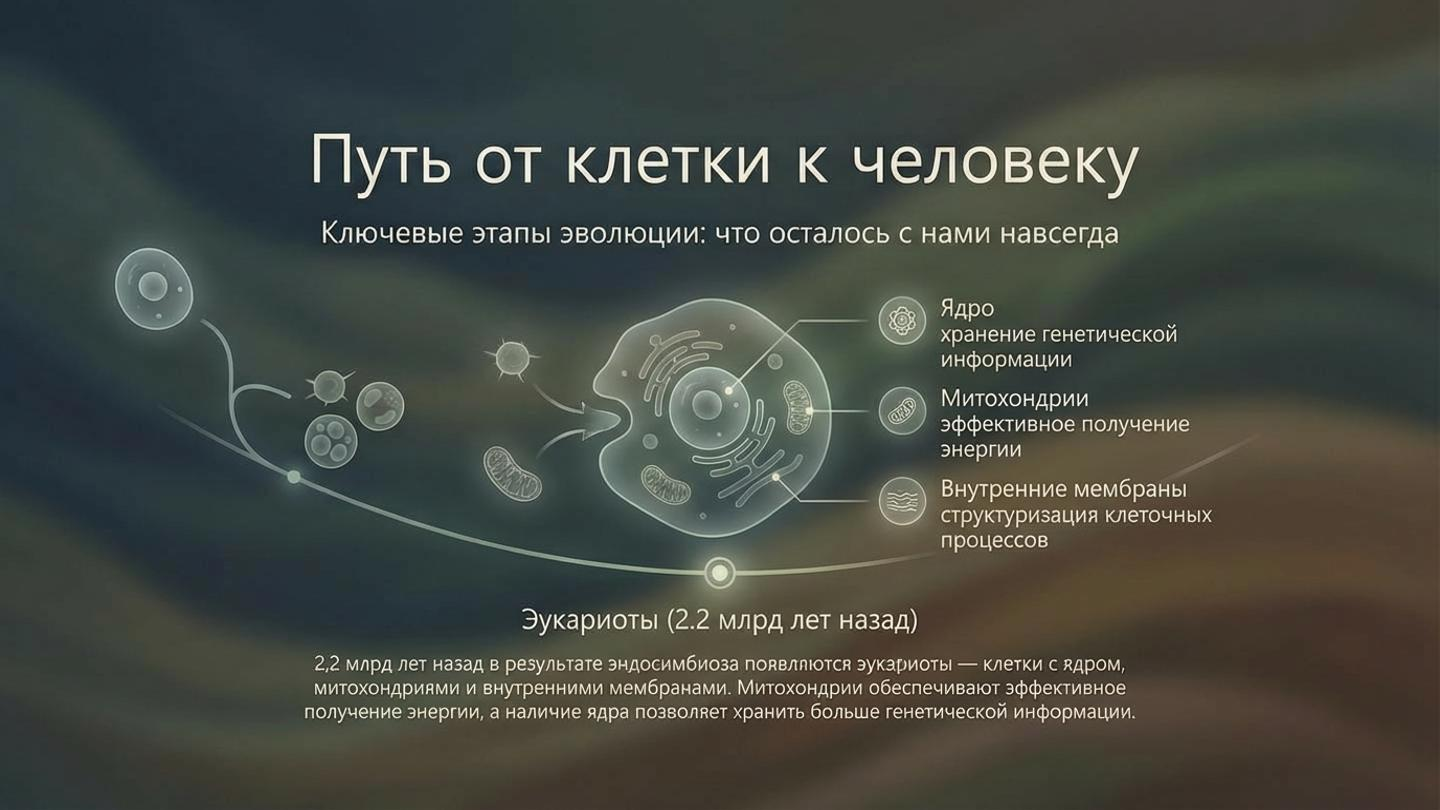 Путь от клетки к человеку
Ключевые этапы эволюции: что осталось с нами навсегда
Ядро
хранение генетической
информации
Митохондрии
эффективное получение
энергии
Внутренние мембраны
структуризация клеточных
процессов
Эукариоты (2.2 млрд лет назад)
2,2 млрд лет назад в результате эндосимбиоза появляются эукариоты — клетки с ядром,
митохондриями и внутренними мембранами. Митохондрии обеспечивают эффективное
получение энергии, а наличие ядра позволяет хранить больше генетической информации.